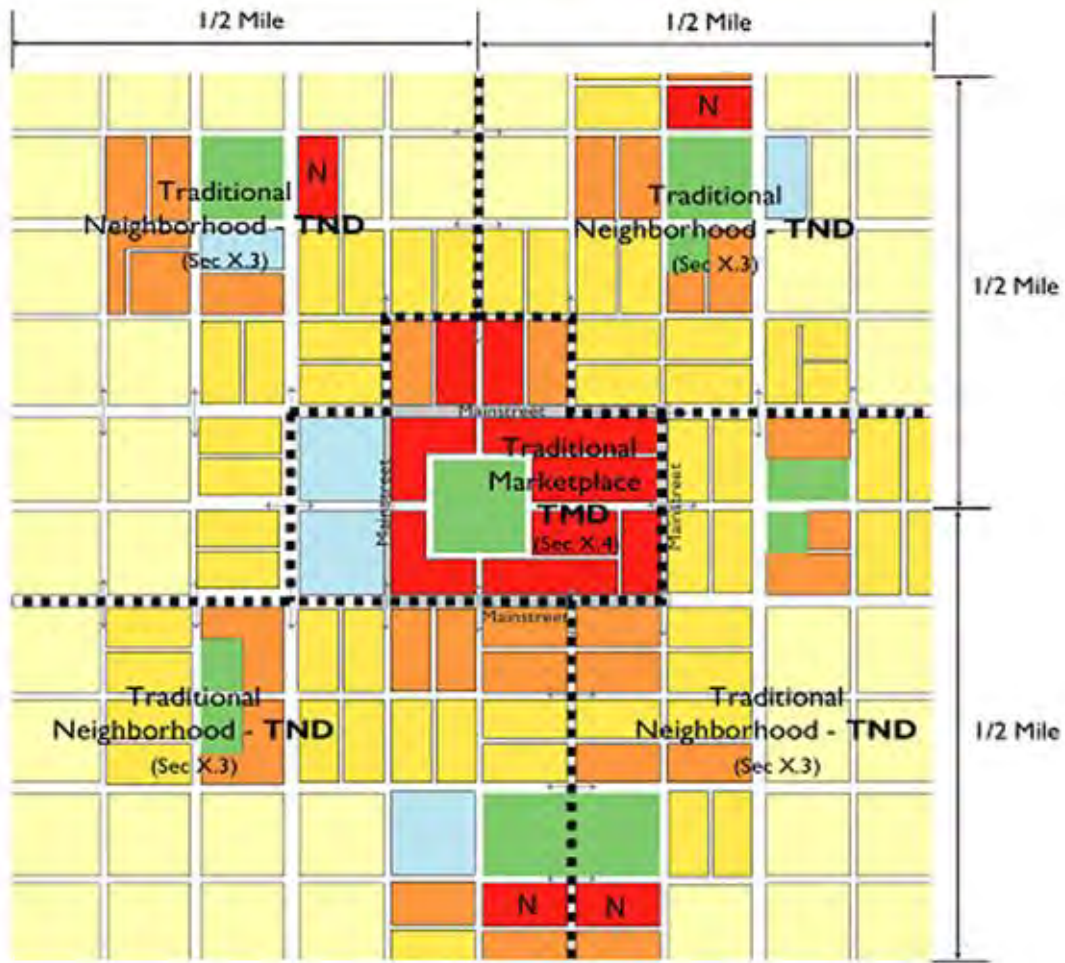 1/2 Mile
1/2 Mile
N
N
Traditional
Neighborhood - TND
(Sec X.3)
Traditional
Neighborhood - TND
(Sec X.3)
1/2 Mile
Mainstreet
Mainstreet
Traditional
Marketplace
TMD
(Sec X.4)
Mainstreet
Mainstreet
Traditional
Neighborhood - TND
(Sec X.3)
Traditional
Neighborhood - TND
(Sec X.3)
1/2 Mile
N
N